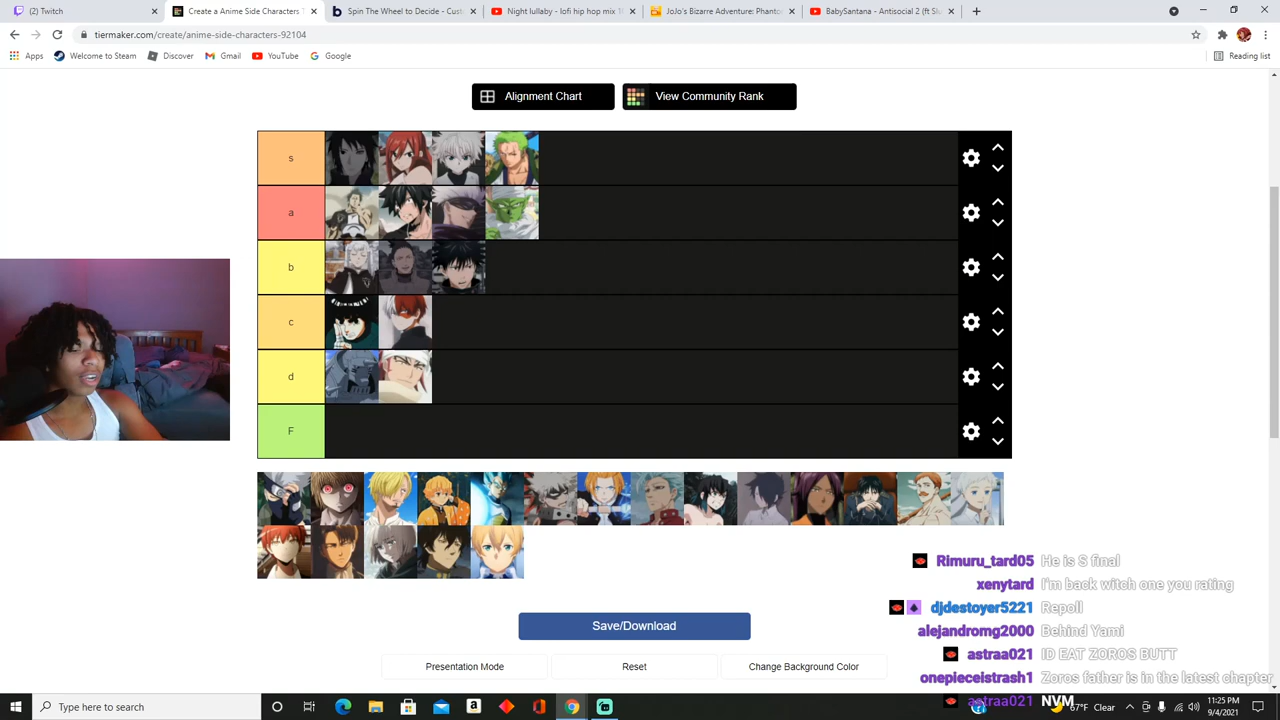 (2) Twitch
Create a Anime Side Characters T
Spin The Wheel to Decide - Cust
Night lullaby - lofi hip hop mix 1
JoJo's Bizarre Adventure: Phanto
BabySantana - Antisocial 2 (ft Sl
tiermaker.com/create/anime-side-characters-92104
Apps
Welcome to Steam
Discover
Gmail
YouTube
Google
Reading list
Alignment Chart
View Community Rank
s
a
b
c
d
F
Rimuru_tard05 He is S final
xenytard I'm back witch one you rating
djdestoyer5221 Repoll
alejandromg2000 Behind Yami
astraa021 ID EAT ZOROS BUTT
onepieceistrash1 Zoros father is in the latest chapter
astraa021 NVM
Save/Download
Presentation Mode
Reset
Change Background Color
Type here to search
Clear
11:25 PM
9/4/2021